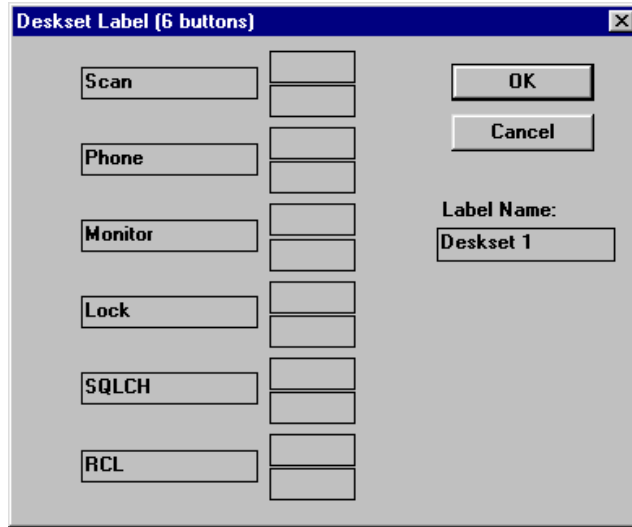 Deskset Label (6 buttons)
Scan
OK
Cancel
Phone
Label Name:
Monitor
Deskset 1
Lock
SQLCH
RCL